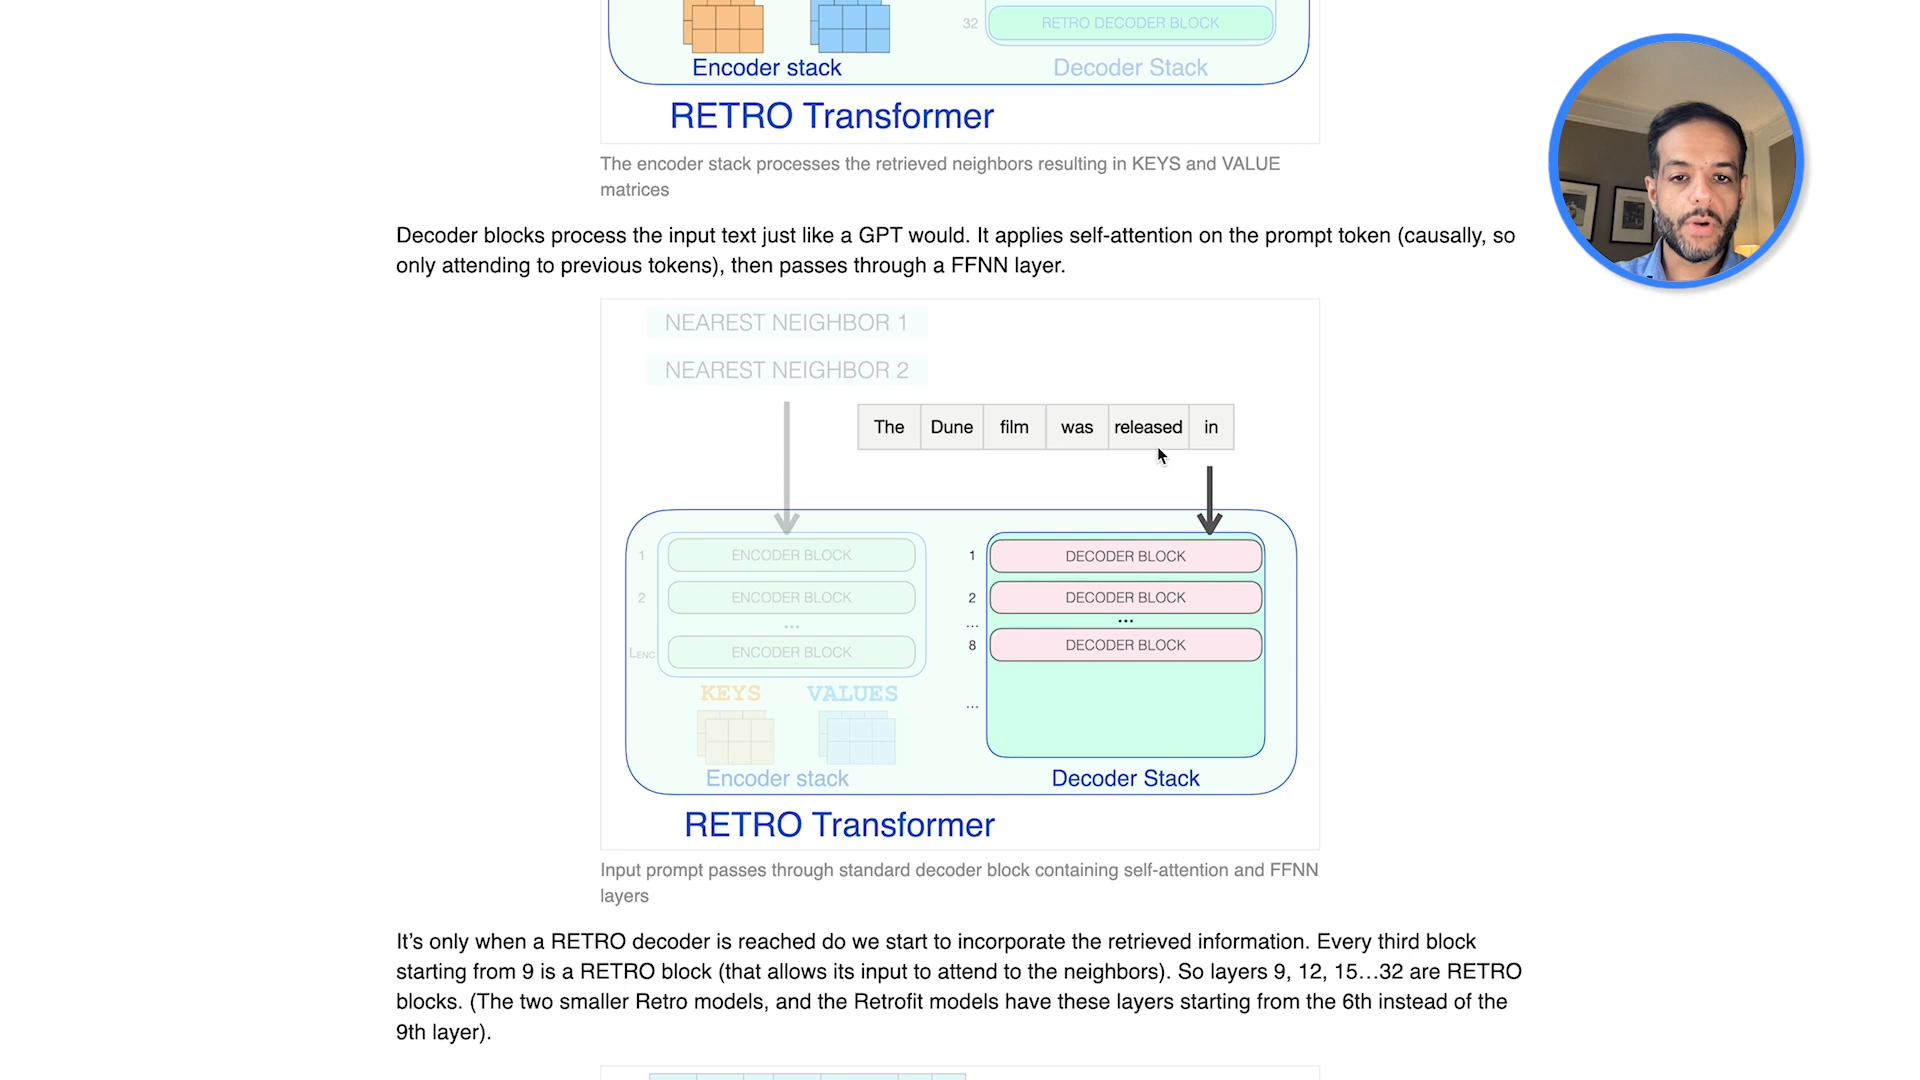 32
RETRO DECODER BLOCK
Encoder stack
Decoder Stack
RETRO Transformer
The encoder stack processes the retrieved neighbors resulting in KEYS and VALUE
matrices
Decoder blocks process the input text just like a GPT would. It applies self-attention on the prompt token (causally, so
only attending to previous tokens), then passes through a FFNN layer.
NEAREST NEIGHBOR 1
NEAREST NEIGHBOR 2
The Dune film was released in
1 ENCODER BLOCK
2 ENCODER BLOCK
...
LENC ENCODER BLOCK
KEYS VALUES
Encoder stack
1 DECODER BLOCK
2 DECODER BLOCK
... ...
8 DECODER BLOCK
...
Decoder Stack
RETRO Transformer
Input prompt passes through standard decoder block containing self-attention and FFNN
layers
It’s only when a RETRO decoder is reached do we start to incorporate the retrieved information. Every third block
starting from 9 is a RETRO block (that allows its input to attend to the neighbors). So layers 9, 12, 15…32 are RETRO
blocks. (The two smaller Retro models, and the Retrofit models have these layers starting from the 6th instead of the
9th layer).